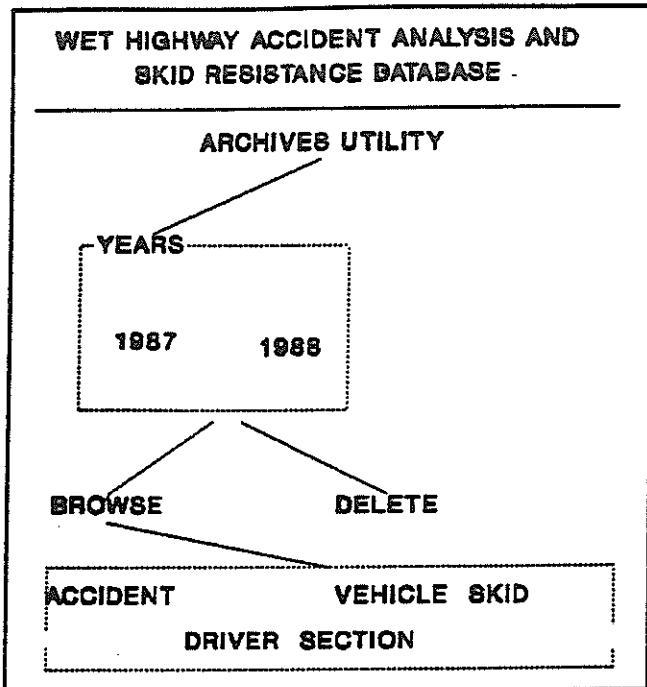 WET HIGHWAY ACCIDENT ANALYSIS AND
SKID RESISTANCE DATABASE
ARCHIVES UTILITY
YEARS
1987 1988
BROWSE DELETE
ACCIDENT VEHICLE SKID
DRIVER SECTION